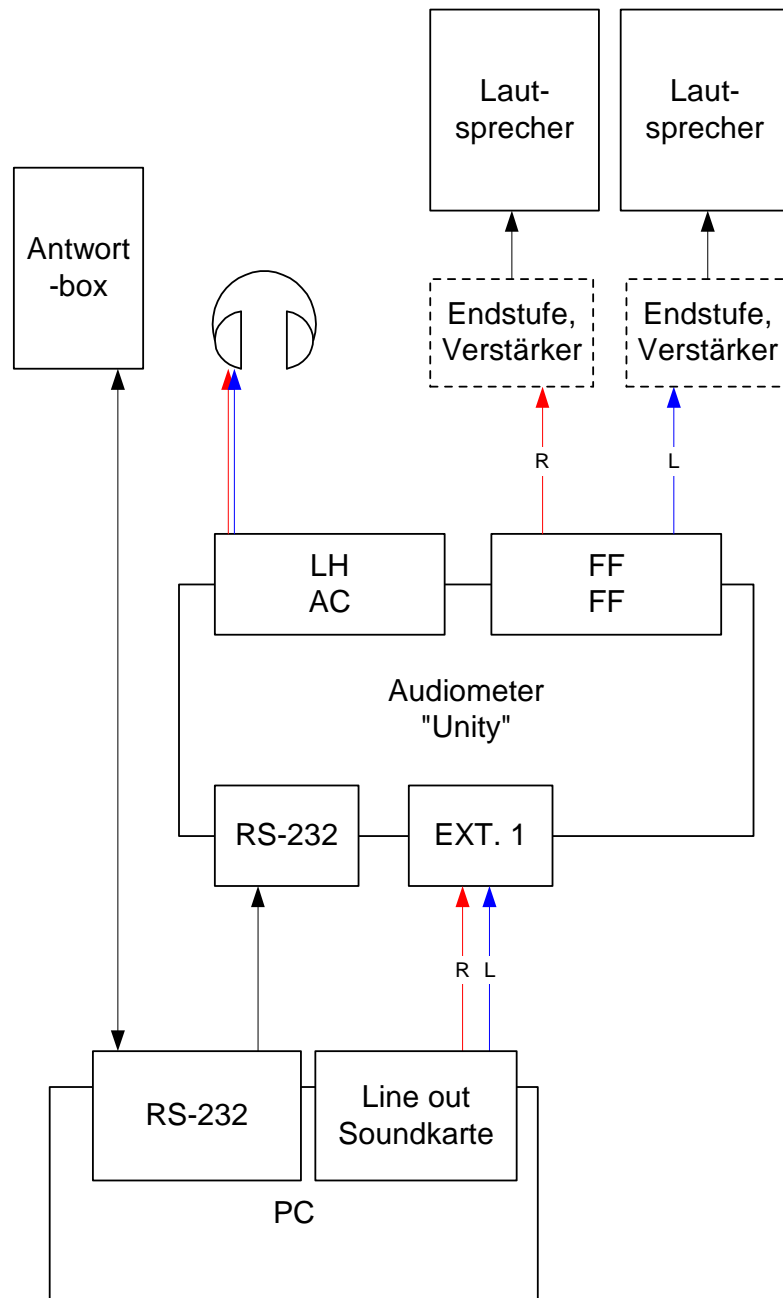 Laut-
sprecher
Laut-
sprecher
Antwort
-box
Endstufe,
Verstärker
Endstufe,
Verstärker
R
L
LH
AC
FF
FF
Audiometer
"Unity"
RS-232
EXT. 1
R
L
RS-232
Line out
Soundkarte
PC